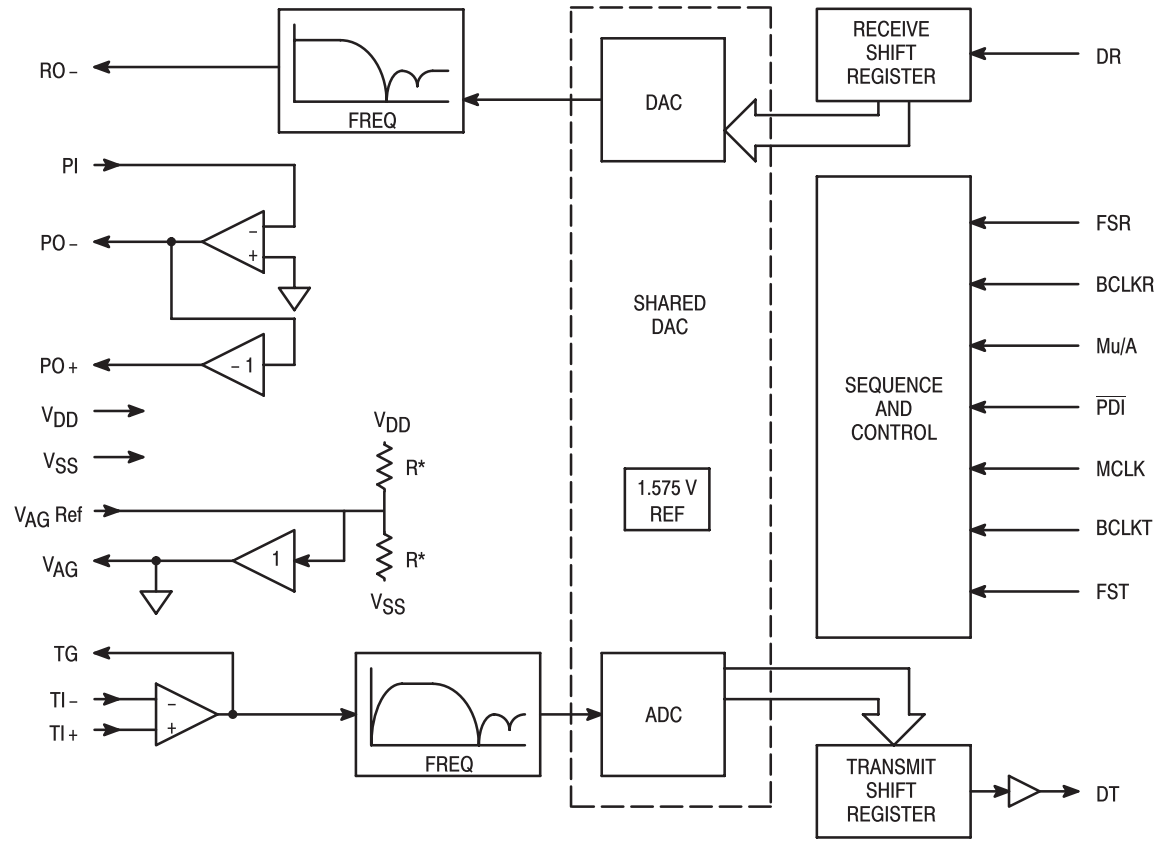 RO –
FREQ
DAC
RECEIVE
SHIFT
REGISTER
DR
PI
PO –
–
+
PO +
– 1
SHARED
DAC
SEQUENCE
AND
CONTROL
FSR
BCLKR
Mu/A
PDI
MCLK
BCLKT
FST
VDD
VSS
VAG Ref
VAG
1
VDD
R*
R*
VSS
1.575 V
REF
TG
TI –
TI +
–
+
FREQ
ADC
TRANSMIT
SHIFT
REGISTER
DT